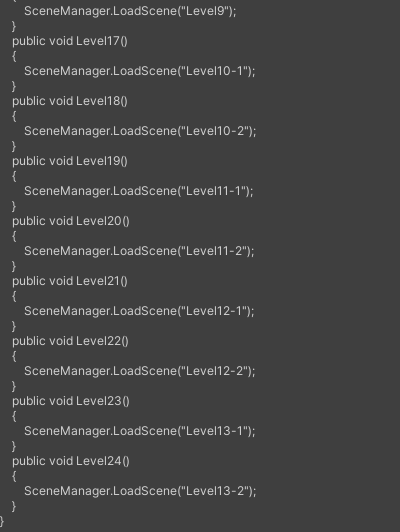 SceneManager.LoadScene("Level9");
}
public void Level17()
{
SceneManager.LoadScene("Level10-1");
}
public void Level18()
{
SceneManager.LoadScene("Level10-2");
}
public void Level19()
{
SceneManager.LoadScene("Level11-1");
}
public void Level20()
{
SceneManager.LoadScene("Level11-2");
}
public void Level21()
{
SceneManager.LoadScene("Level12-1");
}
public void Level22()
{
SceneManager.LoadScene("Level12-2");
}
public void Level23()
{
SceneManager.LoadScene("Level13-1");
}
public void Level24()
{
SceneManager.LoadScene("Level13-2");
}
}